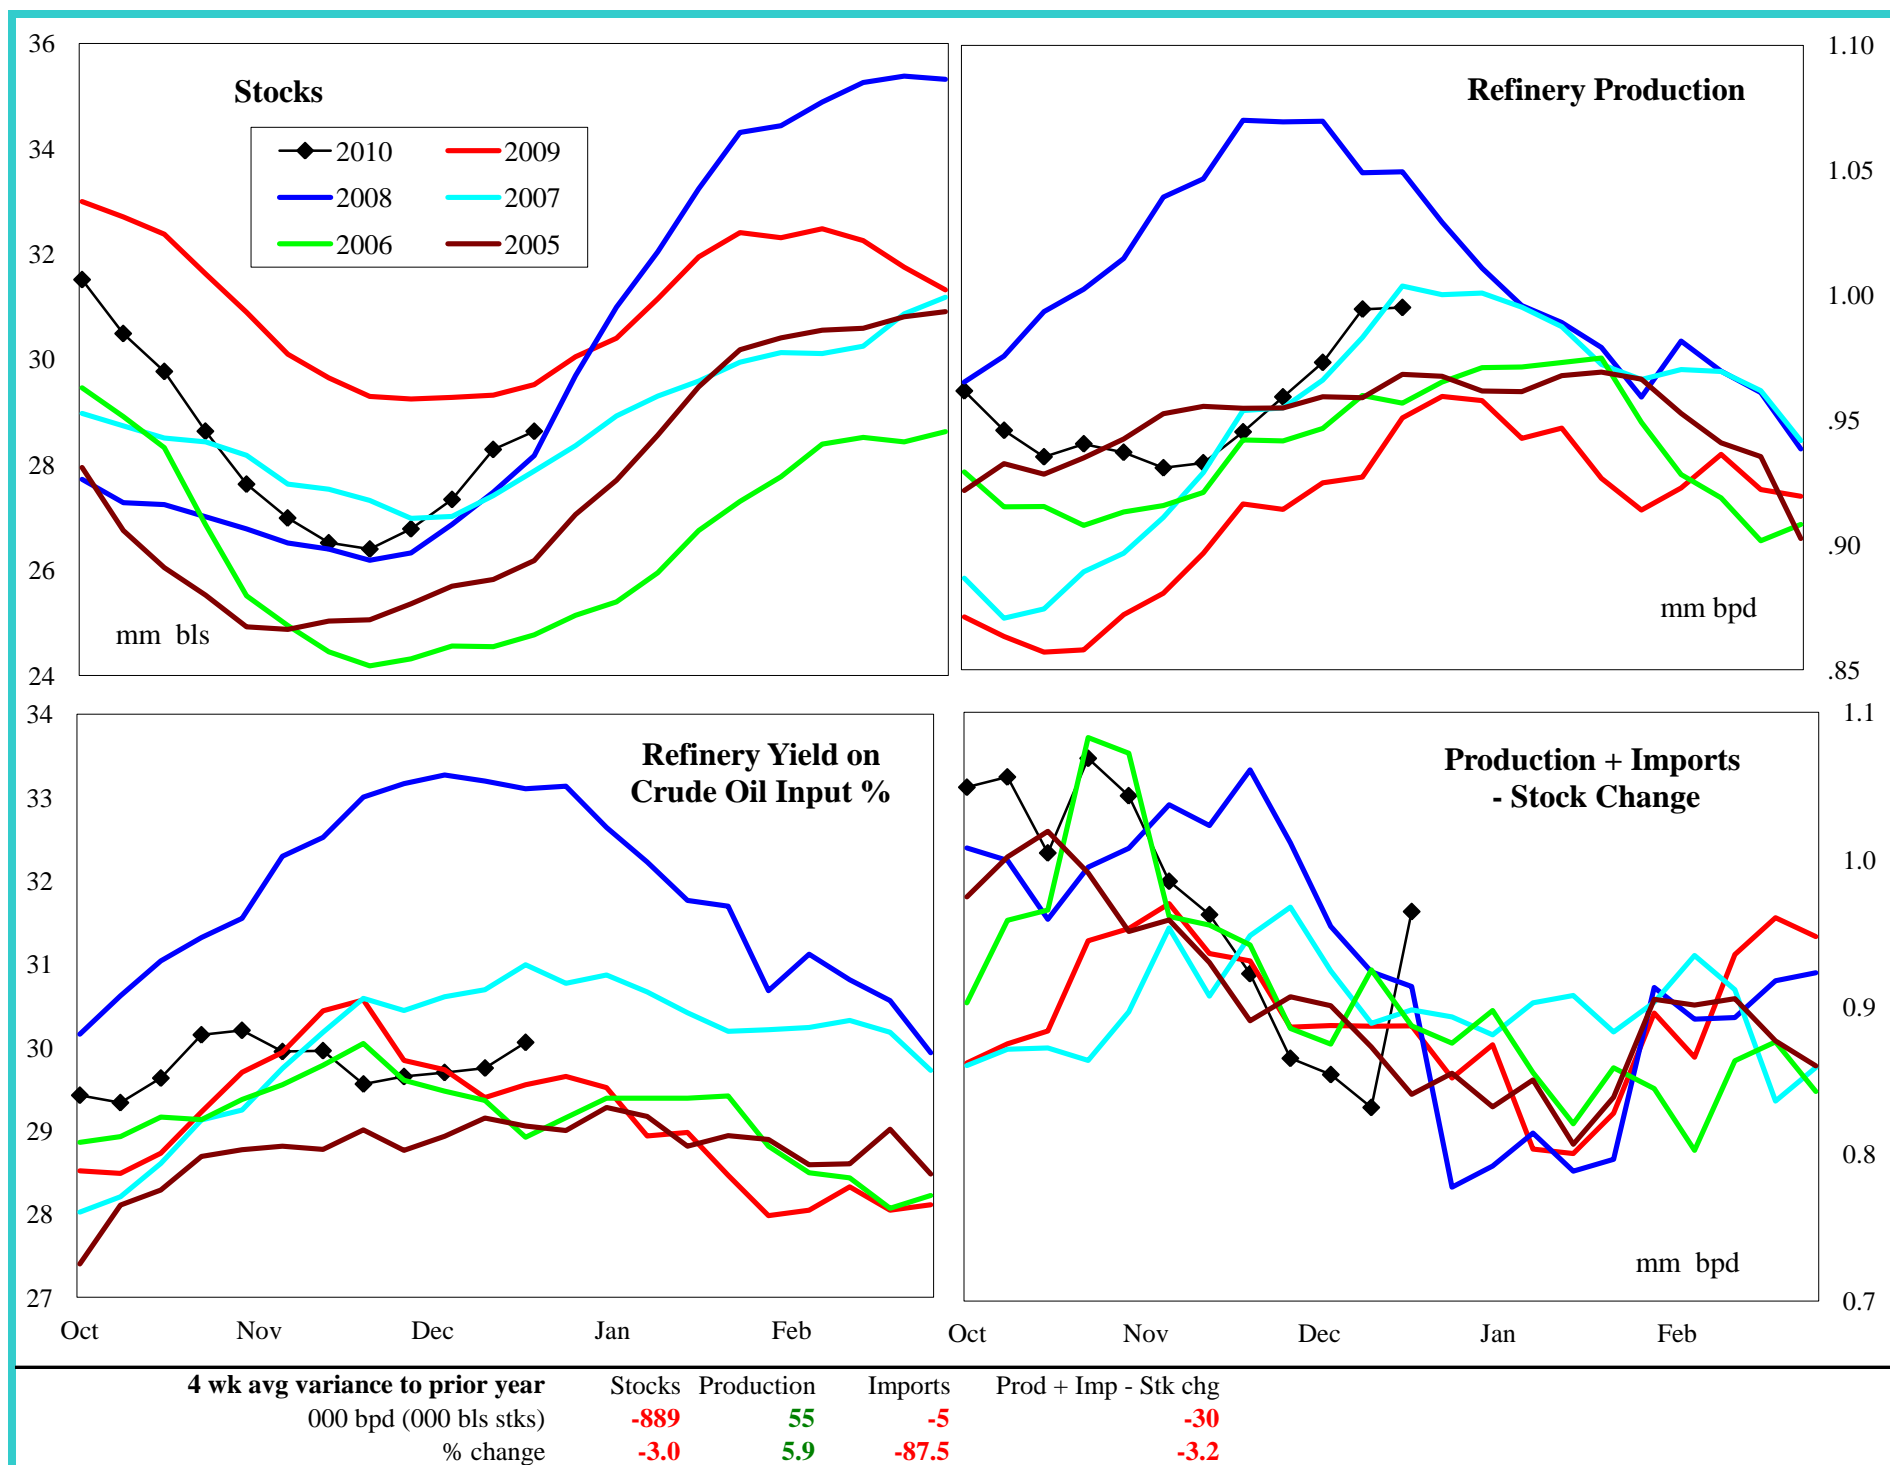 36
34
32
30
28
26
24
Stocks
2010
2009
2008
2007
2006
2005
mm bls
1.10
1.05
1.00
.95
.90
.85
Refinery Production
mm bpd
34
33
32
31
30
29
28
27
Refinery Yield on
Crude Oil Input %
Oct Nov Dec Jan Feb
1.1
1.0
0.9
0.8
0.7
Production + Imports
- Stock Change
mm bpd
Oct Nov Dec Jan Feb
4 wk avg variance to prior year Stocks Production Imports Prod + Imp - Stk chg
000 bpd (000 bls stks) -889 55 -5 -30
% change -3.0 5.9 -87.5 -3.2